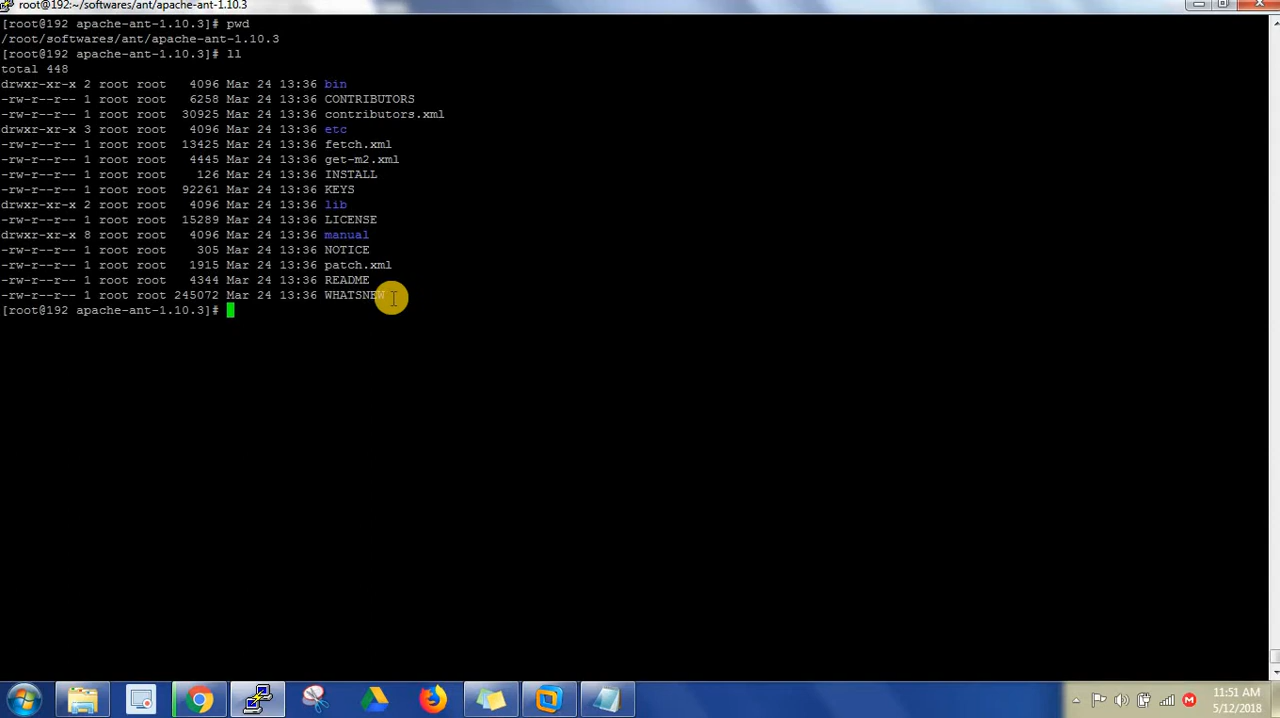 root@192:~/softwares/ant/apache-ant-1.10.3
[root@192 apache-ant-1.10.3]# pwd
/root/softwares/ant/apache-ant-1.10.3
[root@192 apache-ant-1.10.3]# ll
total 448
drwxr-xr-x 2 root root   4096 Mar 24 13:36 bin
-rw-r--r-- 1 root root   6258 Mar 24 13:36 CONTRIBUTORS
-rw-r--r-- 1 root root  30925 Mar 24 13:36 contributors.xml
drwxr-xr-x 3 root root   4096 Mar 24 13:36 etc
-rw-r--r-- 1 root root  13425 Mar 24 13:36 fetch.xml
-rw-r--r-- 1 root root   4445 Mar 24 13:36 get-m2.xml
-rw-r--r-- 1 root root    126 Mar 24 13:36 INSTALL
-rw-r--r-- 1 root root  92261 Mar 24 13:36 KEYS
drwxr-xr-x 2 root root   4096 Mar 24 13:36 lib
-rw-r--r-- 1 root root  15289 Mar 24 13:36 LICENSE
drwxr-xr-x 8 root root   4096 Mar 24 13:36 manual
-rw-r--r-- 1 root root    305 Mar 24 13:36 NOTICE
-rw-r--r-- 1 root root   1915 Mar 24 13:36 patch.xml
-rw-r--r-- 1 root root   4344 Mar 24 13:36 README
-rw-r--r-- 1 root root 245072 Mar 24 13:36 WHATSNEW
[root@192 apache-ant-1.10.3]#
11:51 AM
5/12/2018